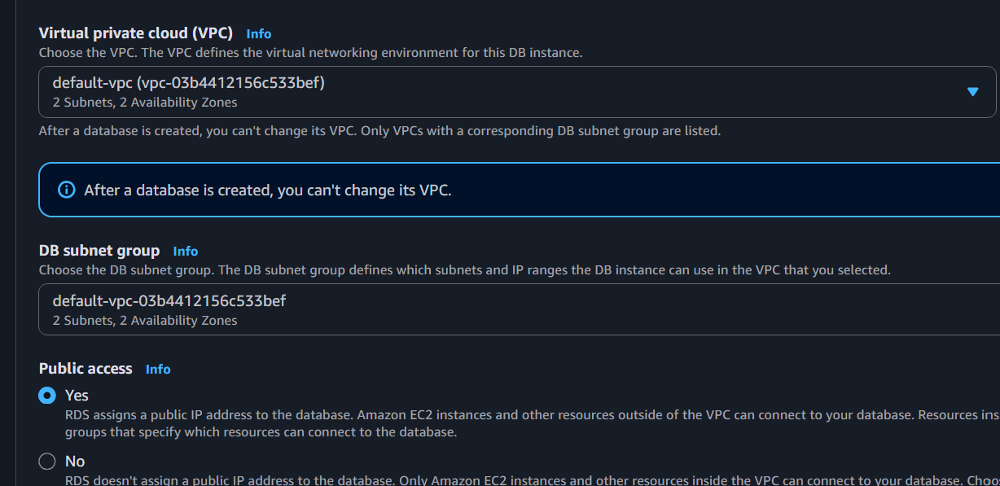 Virtual private cloud (VPC) Info
Choose the VPC. The VPC defines the virtual networking environment for this DB instance.
default-vpc (vpc-03b4412156c533bef)
2 Subnets, 2 Availability Zones
After a database is created, you can't change its VPC. Only VPCs with a corresponding DB subnet group are listed.
After a database is created, you can't change its VPC.
DB subnet group Info
Choose the DB subnet group. The DB subnet group defines which subnets and IP ranges the DB instance can use in the VPC that you selected.
default-vpc-03b4412156c533bef
2 Subnets, 2 Availability Zones
Public access Info
Yes
RDS assigns a public IP address to the database. Amazon EC2 instances and other resources outside of the VPC can connect to your database. Resources ins
groups that specify which resources can connect to the database.
No
RDS doesn't assign a public IP address to the database. Only Amazon EC2 instances and other resources inside the VPC can connect to your database. Choo